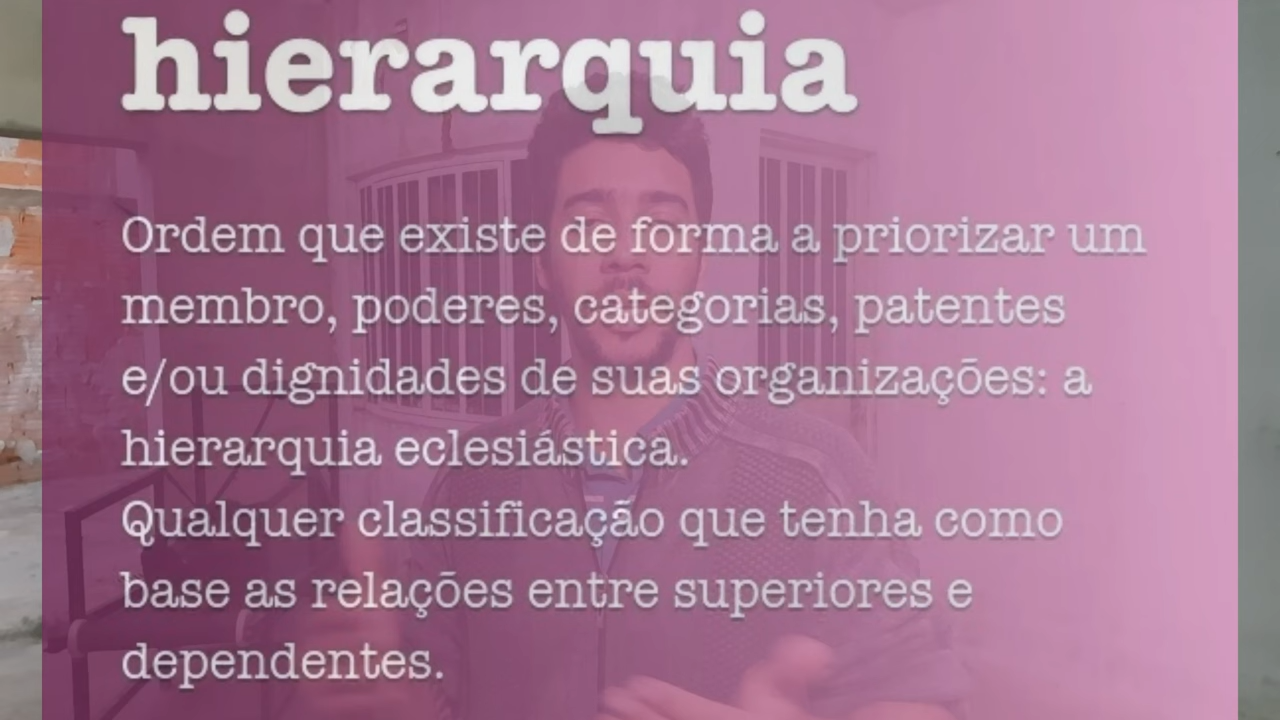 hierarquia
Ordem que existe de forma a priorizar um
membro, poderes, categorias, patentes
e/ou dignidades de suas organizações: a
hierarquia eclesiástica.
Qualquer classificação que tenha como
base as relações entre superiores e
dependentes.